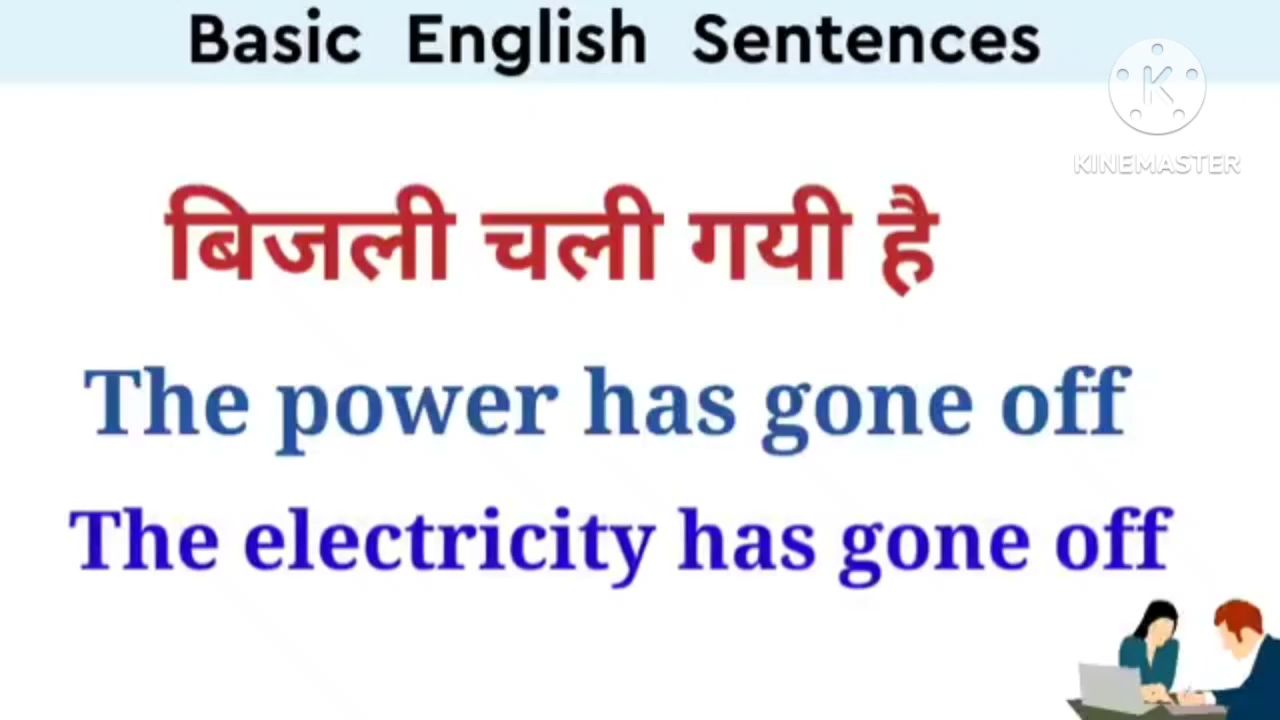 Basic English Sentences
K
KINEMASTER
बिजली चली गयी है
The power has gone off
The electricity has gone off